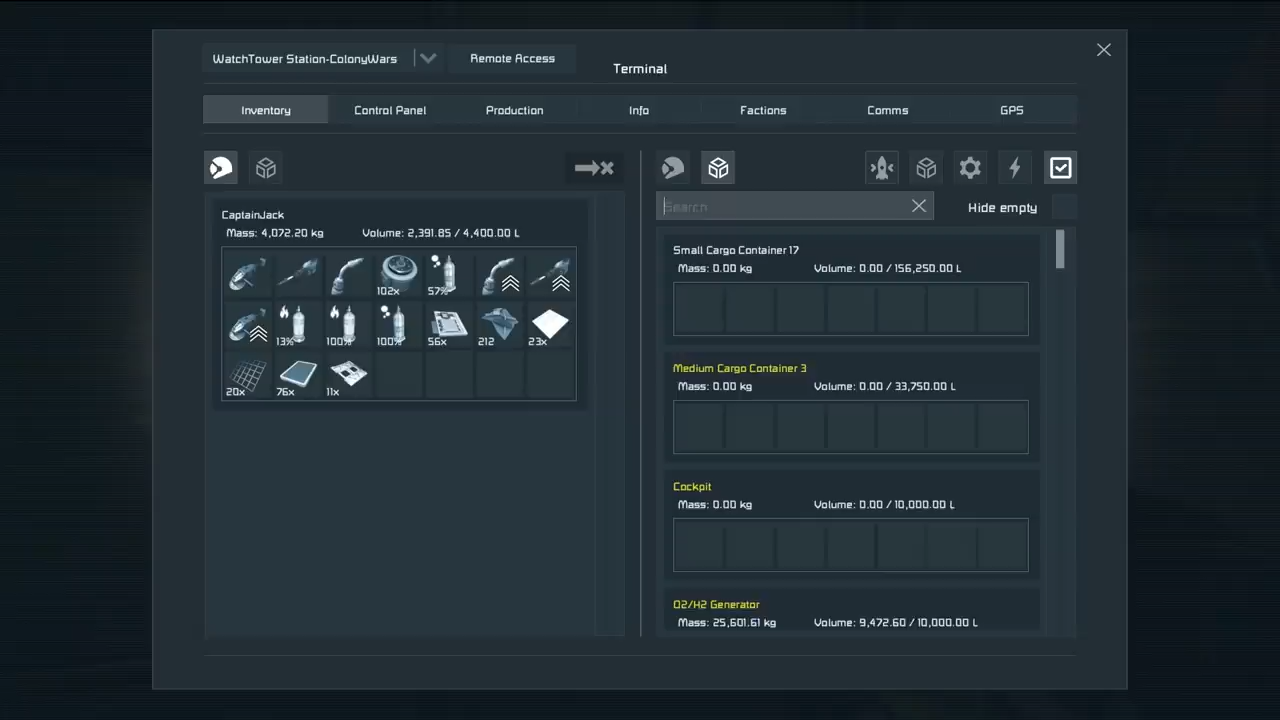 WatchTower Station-ColonyWars
Remote Access
Terminal
Inventory
Control Panel
Production
Info
Factions
Comms
GPS
CaptainJack
Mass: 4,072.20 kg
Volume: 2,391.85 / 4,400.00 L
102x
57%
13%
100%
100%
56x
212
23x
20x
76x
11x
Search
Hide empty
Small Cargo Container 17
Mass: 0.00 kg
Volume: 0.00 / 156,250.00 L
Medium Cargo Container 3
Mass: 0.00 kg
Volume: 0.00 / 33,750.00 L
Cockpit
Mass: 0.00 kg
Volume: 0.00 / 10,000.00 L
O2/H2 Generator
Mass: 25,601.61 kg
Volume: 9,472.60 / 10,000.00 L